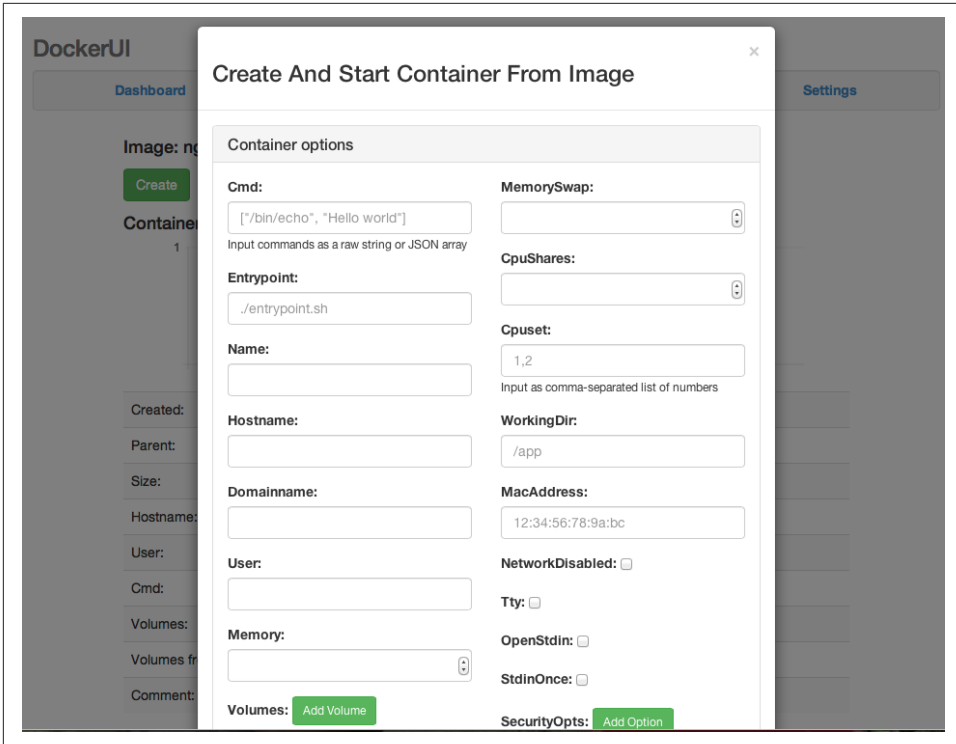 DockerUI
×
Create And Start Container From Image
Dashboard
Settings
Image:
Create
Container
1
Created:
Parent:
Size:
Hostname:
User:
Cmd:
Volumes:
Volumes
Comment:
Container options
Cmd:
["/bin/echo", "Hello world"]
Input commands as a raw string or JSON array
Entrypoint:
./entrypoint.sh
Name:
Hostname:
Domainname:
User:
Memory:
Volumes: Add Volume
MemorySwap:
CpuShares:
Cpuset:
1,2
Input as comma-separated list of numbers
WorkingDir:
/app
MacAddress:
12:34:56:78:9a:bc
NetworkDisabled:
Tty:
OpenStdin:
StdinOnce:
SecurityOpts: Add Option